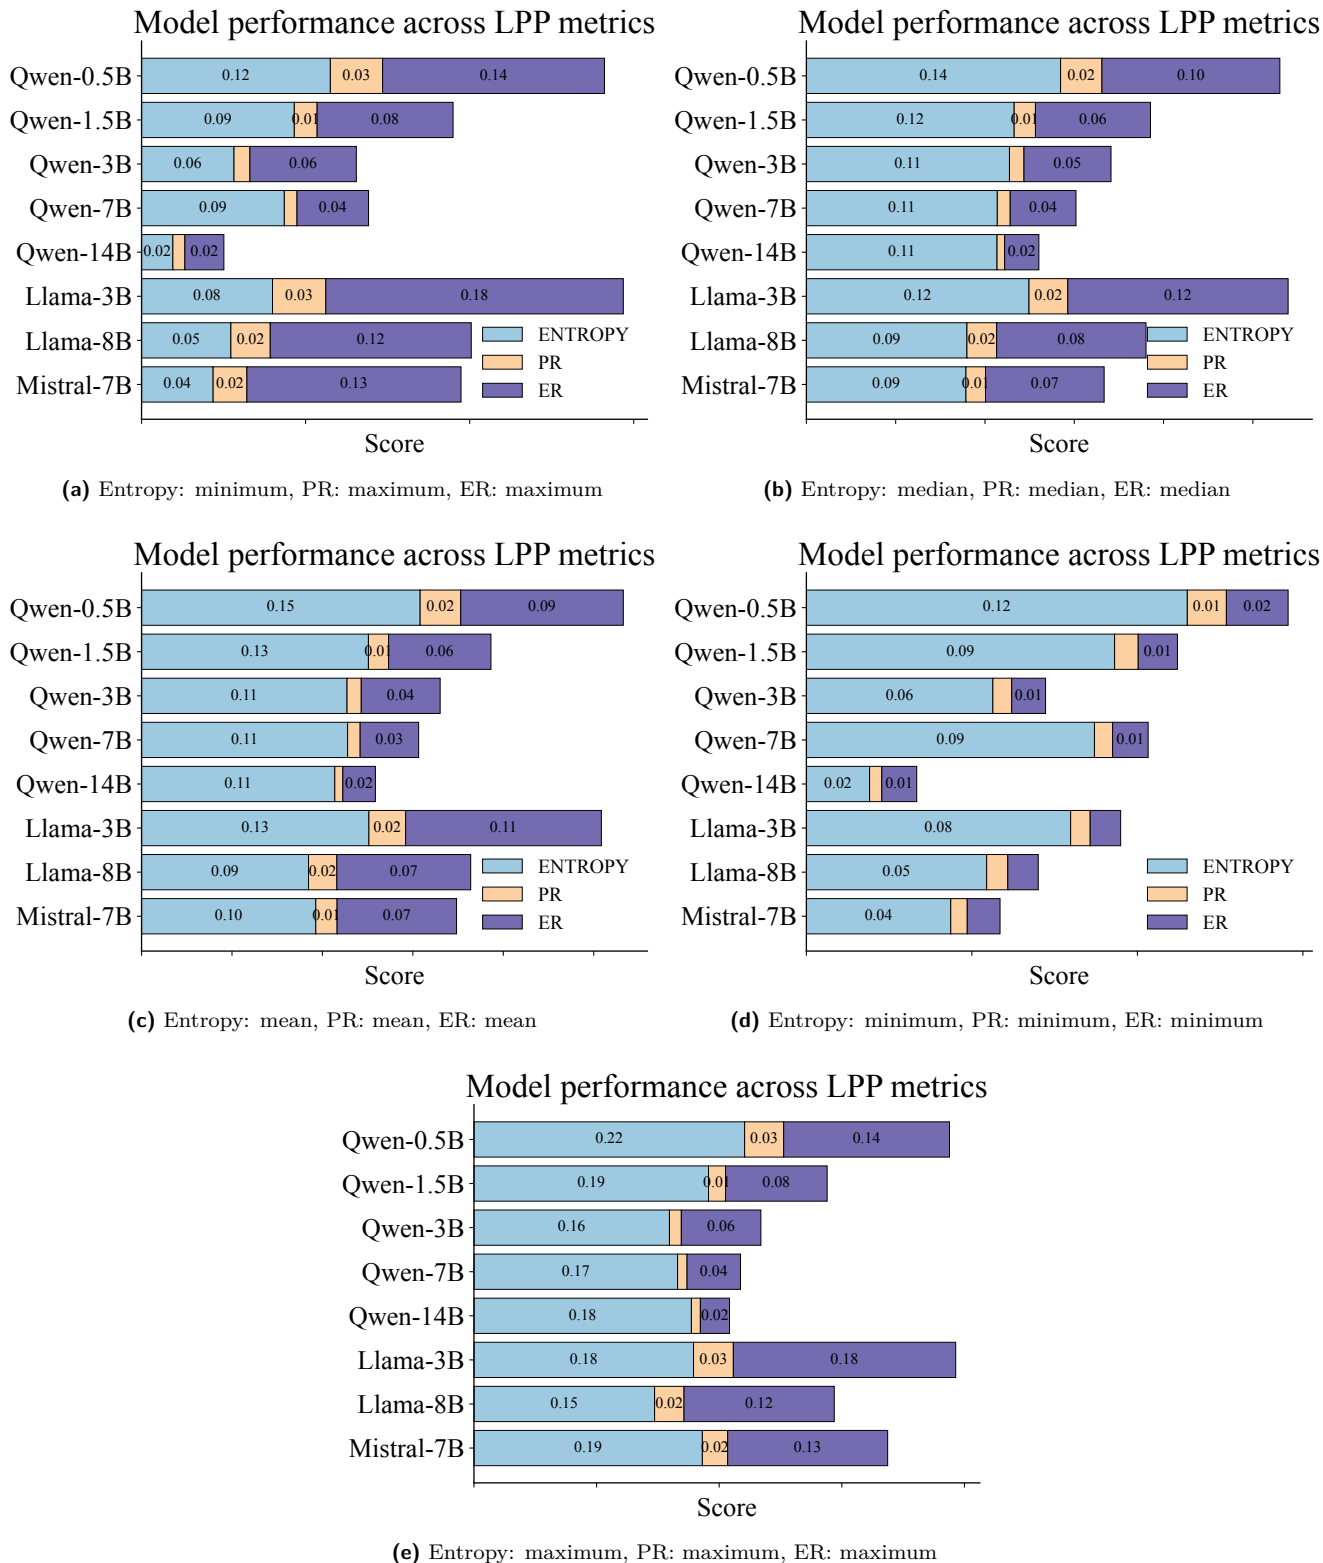 Model performance across LPP metrics
Qwen-0.5B 0.12 0.03 0.14
Qwen-1.5B 0.09 0.01 0.08
Qwen-3B 0.06 0.06
Qwen-7B 0.09 0.04
Qwen-14B 0.02 0.02
Llama-3B 0.08 0.03 0.18
Llama-8B 0.05 0.02 0.12
Mistral-7B 0.04 0.02 0.13
ENTROPY
PR
ER
Score
(a) Entropy: minimum, PR: maximum, ER: maximum
Model performance across LPP metrics
Qwen-0.5B 0.14 0.02 0.10
Qwen-1.5B 0.12 0.01 0.06
Qwen-3B 0.11 0.05
Qwen-7B 0.11 0.04
Qwen-14B 0.11 0.02
Llama-3B 0.12 0.02 0.12
Llama-8B 0.09 0.02 0.08
Mistral-7B 0.09 0.01 0.07
ENTROPY
PR
ER
Score
(b) Entropy: median, PR: median, ER: median
Model performance across LPP metrics
Qwen-0.5B 0.15 0.02 0.09
Qwen-1.5B 0.13 0.01 0.06
Qwen-3B 0.11 0.04
Qwen-7B 0.11 0.03
Qwen-14B 0.11 0.02
Llama-3B 0.13 0.02 0.11
Llama-8B 0.09 0.02 0.07
Mistral-7B 0.10 0.01 0.07
ENTROPY
PR
ER
Score
(c) Entropy: mean, PR: mean, ER: mean
Model performance across LPP metrics
Qwen-0.5B 0.12 0.01 0.02
Qwen-1.5B 0.09 0.01
Qwen-3B 0.06 0.01
Qwen-7B 0.09 0.01
Qwen-14B 0.02 0.01
Llama-3B 0.08
Llama-8B 0.05
Mistral-7B 0.04
ENTROPY
PR
ER
Score
(d) Entropy: minimum, PR: minimum, ER: minimum
Model performance across LPP metrics
Qwen-0.5B 0.22 0.03 0.14
Qwen-1.5B 0.19 0.01 0.08
Qwen-3B 0.16 0.06
Qwen-7B 0.17 0.04
Qwen-14B 0.18 0.02
Llama-3B 0.18 0.03 0.18
Llama-8B 0.15 0.02 0.12
Mistral-7B 0.19 0.02 0.13
Score
(e) Entropy: maximum, PR: maximum, ER: maximum